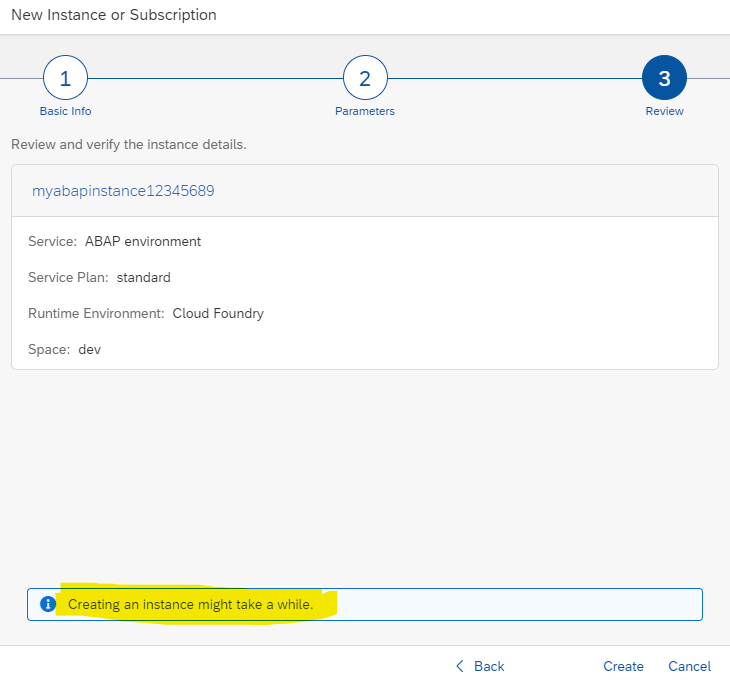 New Instance or Subscription
1
2
3
Basic Info
Parameters
Review
Review and verify the instance details.
myabapinstance12345689
Service: ABAP environment
Service Plan: standard
Runtime Environment: Cloud Foundry
Space: dev
Creating an instance might take a while.
Back
Create
Cancel